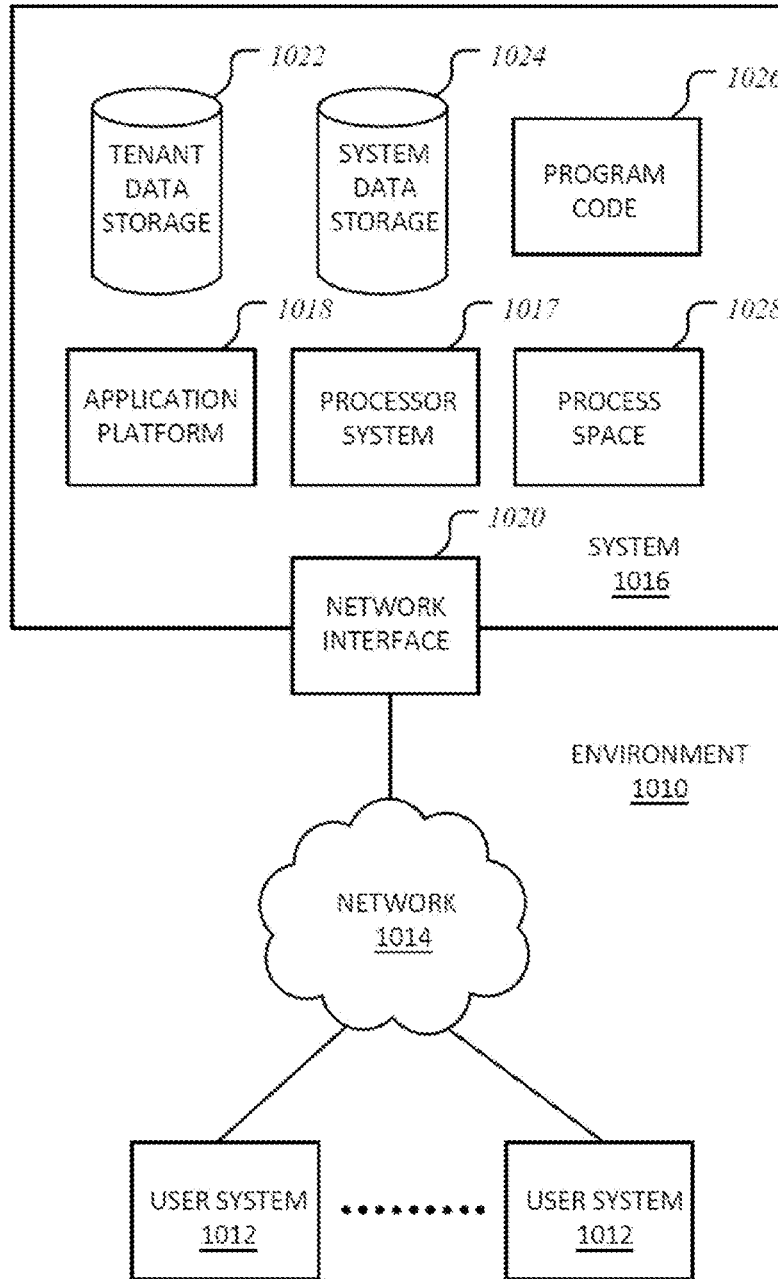 1022
1024
1026
TENANT
DATA
STORAGE
SYSTEM
DATA
STORAGE
PROGRAM
CODE
1018
1017
1028
APPLICATION
PLATFORM
PROCESSOR
SYSTEM
PROCESS
SPACE
1020
SYSTEM
1016
NETWORK
INTERFACE
ENVIRONMENT
1010
NETWORK
1014
USER SYSTEM
1012
USER SYSTEM
1012